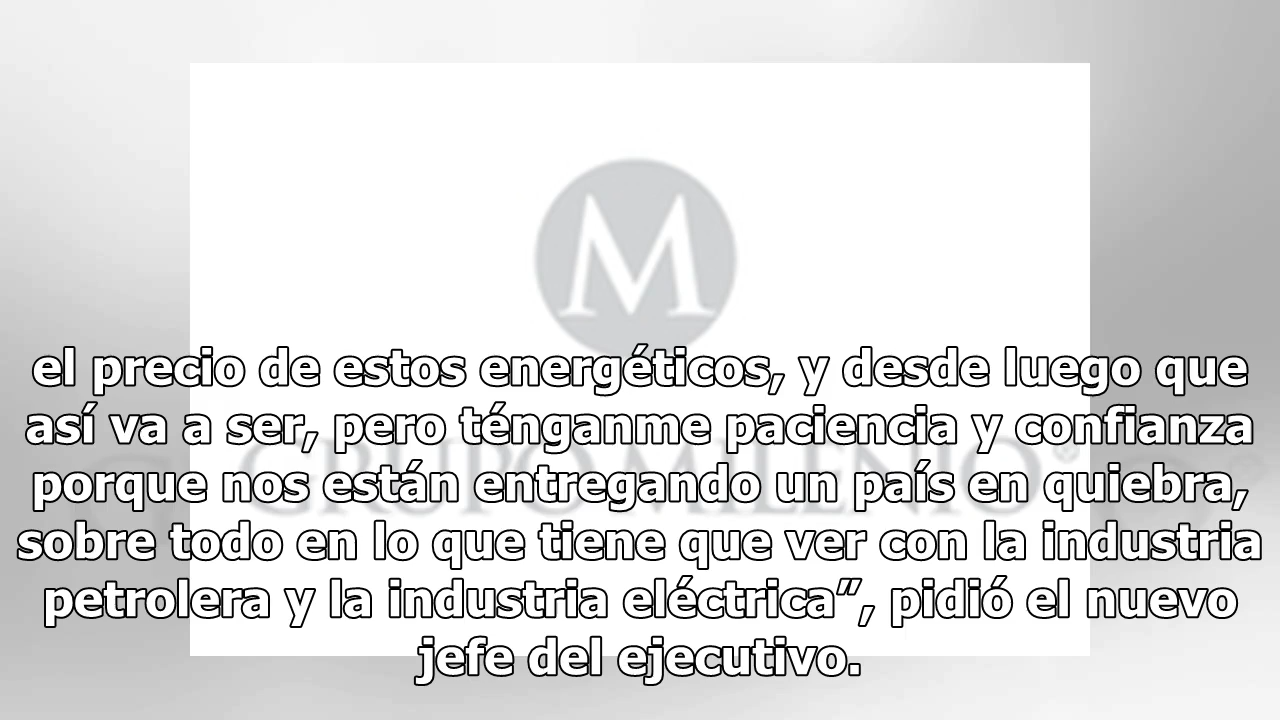 M
GRUPO MILENIO®
el precio de estos energéticos, y desde luego que
así va a ser, pero ténganme paciencia y confianza
porque nos están entregando un país en quiebra,
sobre todo en lo que tiene que ver con la industria
petrolera y la industria eléctrica”, pidió el nuevo
jefe del ejecutivo.